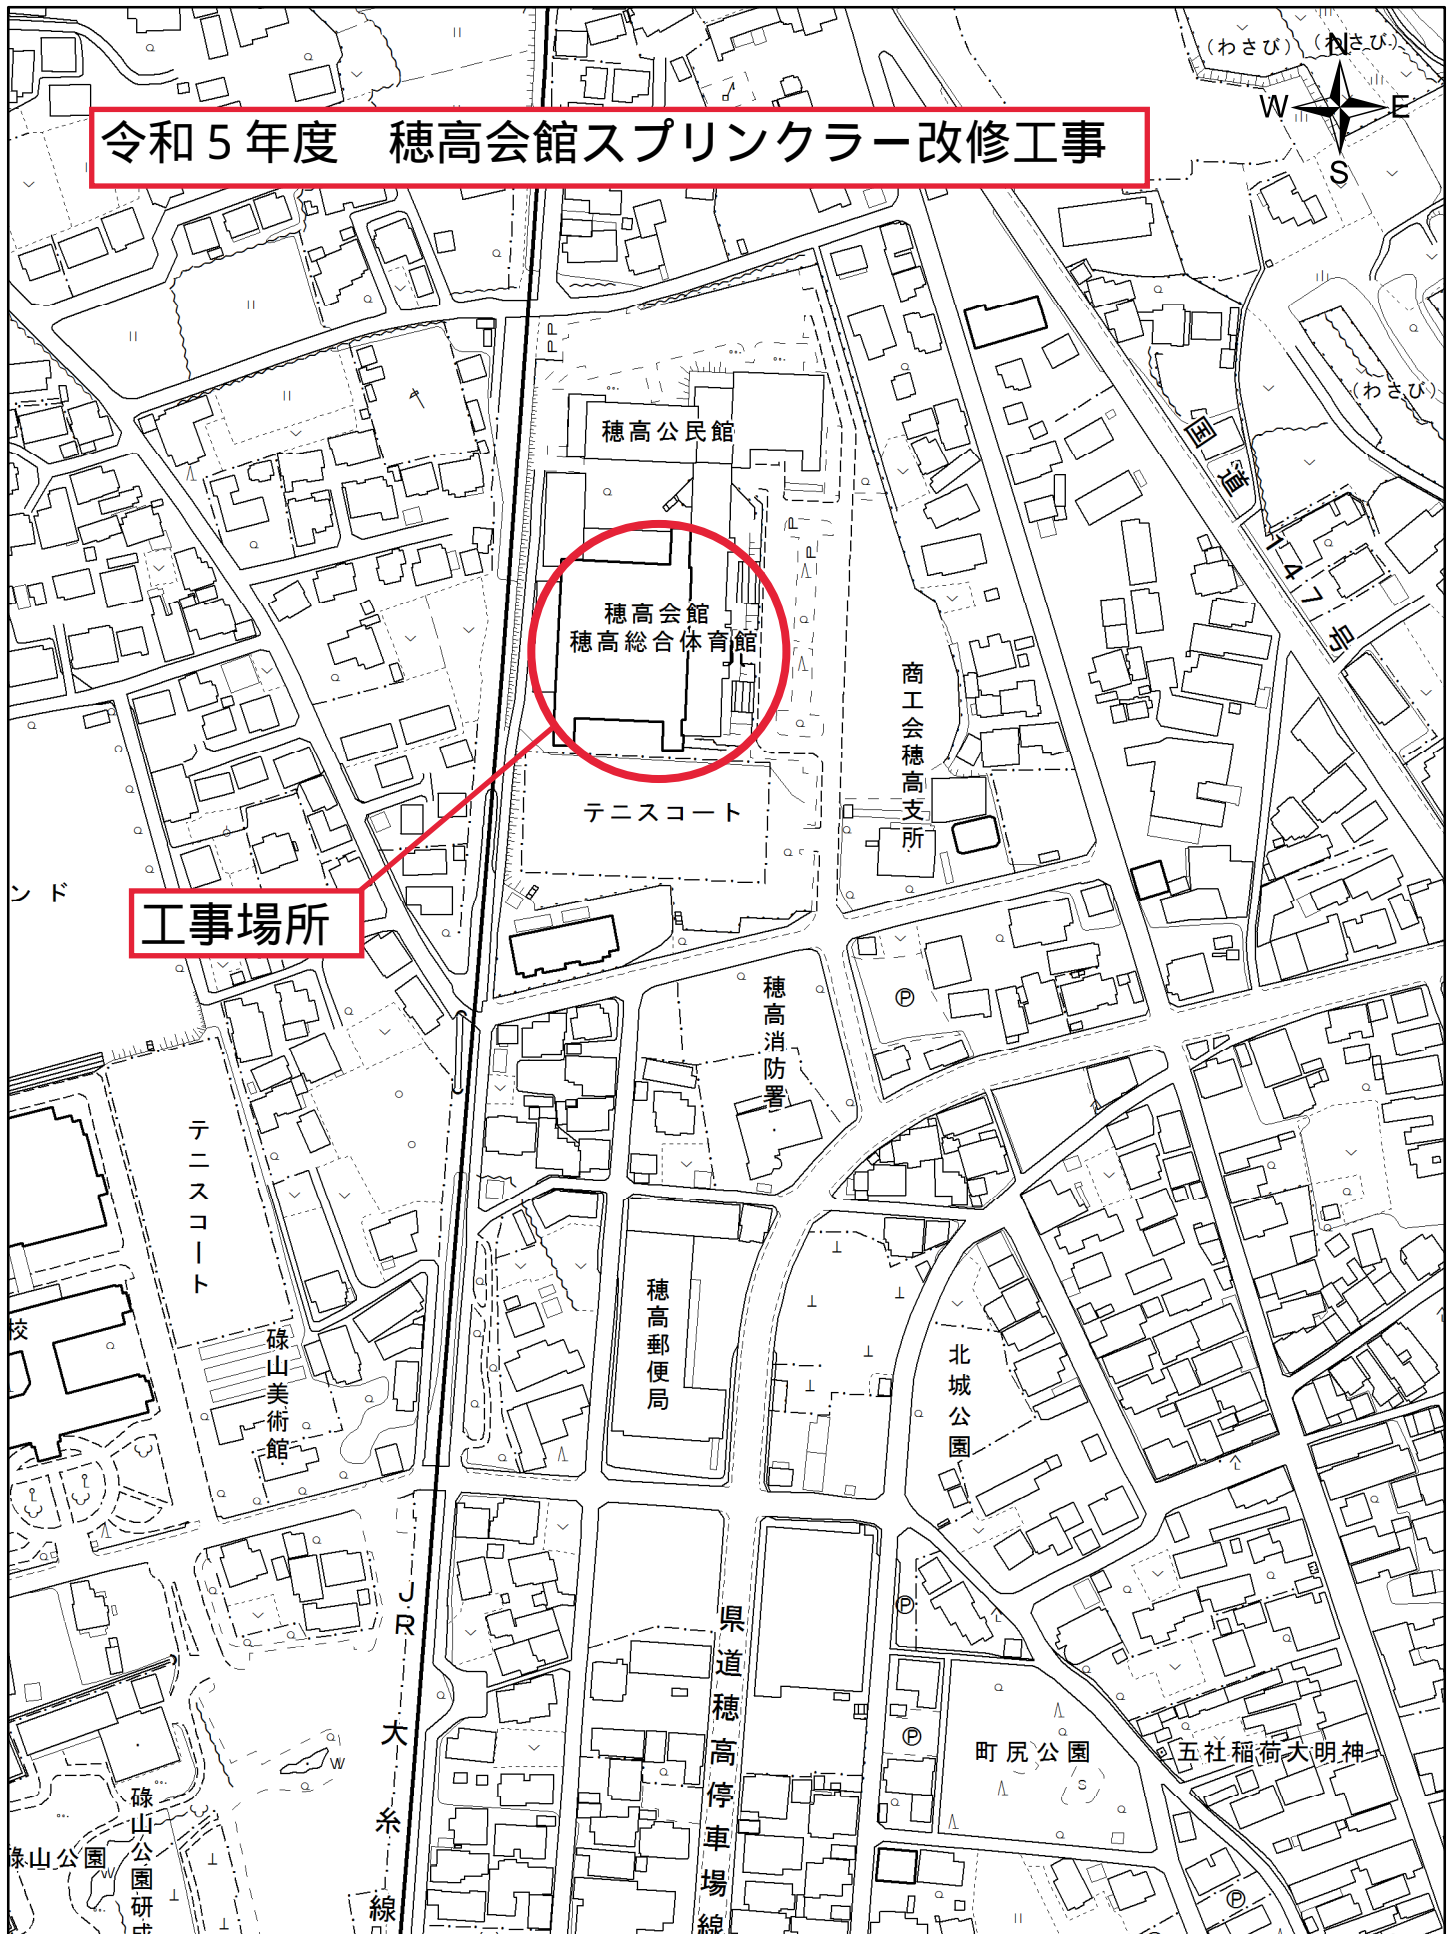 (わさび)
(わさび)
N
W
E
S
令和5年度　穂高会館スプリンクラー改修工事
(わさび)
穂高公民館
国道147号
穂高会館
穂高総合体育館
商工会穂高支所
テニスコート
ンド
工事場所
穂高消防署
テニスコート
穂高郵便局
校
碌山美術館
北城公園
JR大糸線
県道穂高停車場線
町尻公園
五社稲荷大明神
碌山公園
碌山公園研成